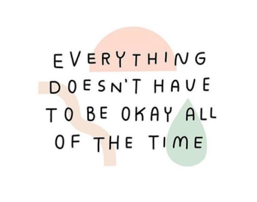 EVERYTHING
DOESN'T HAVE
TO BE OKAY ALL
OF THE TIME